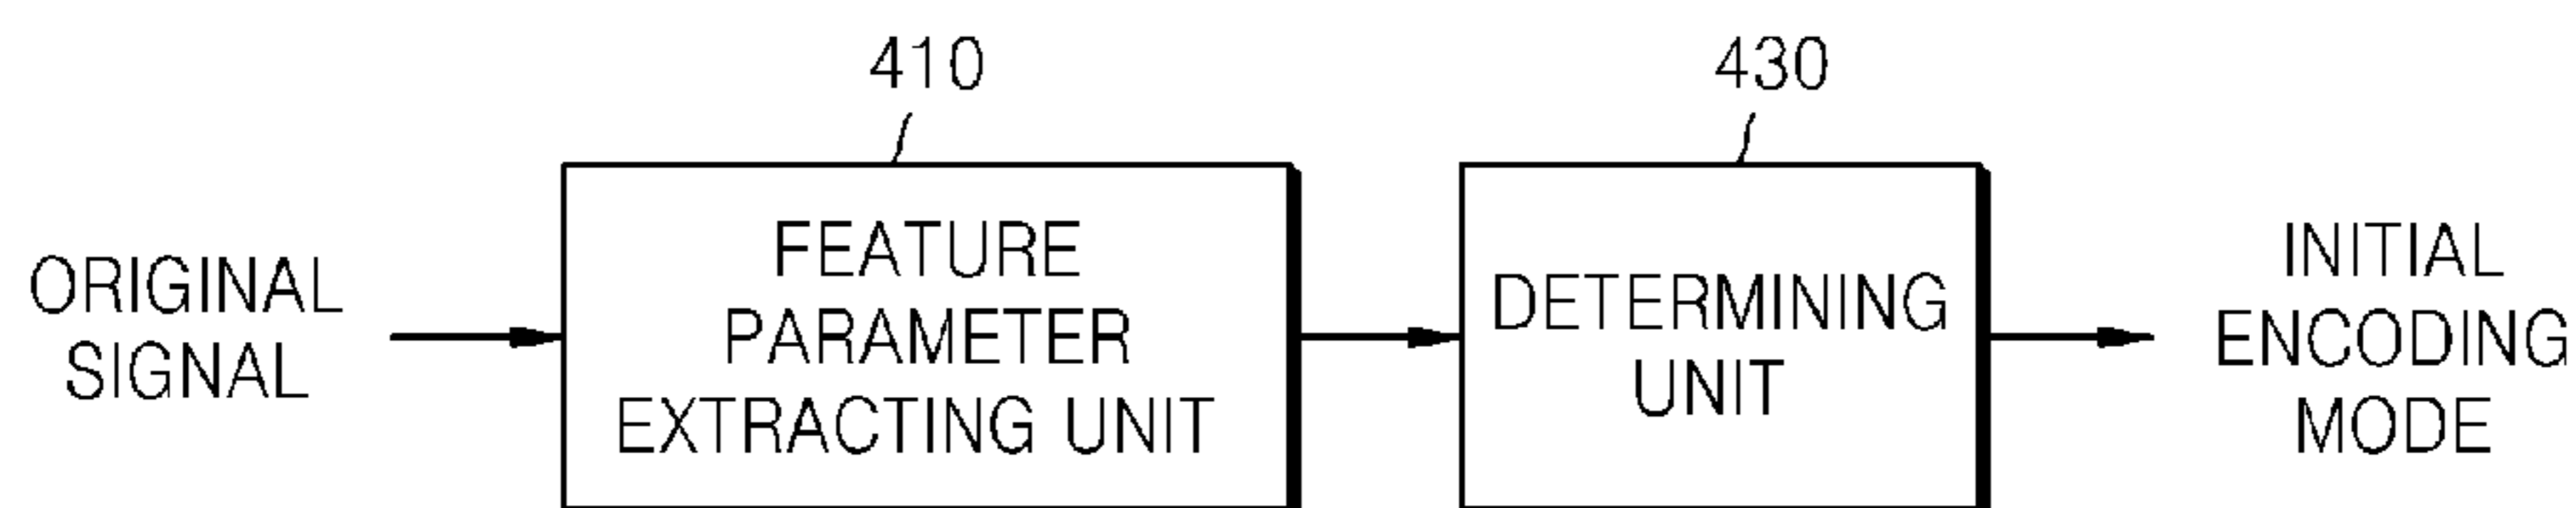 410
430
ORIGINAL
SIGNAL
FEATURE
PARAMETER
EXTRACTING UNIT
DETERMINING
UNIT
INITIAL
ENCODING
MODE